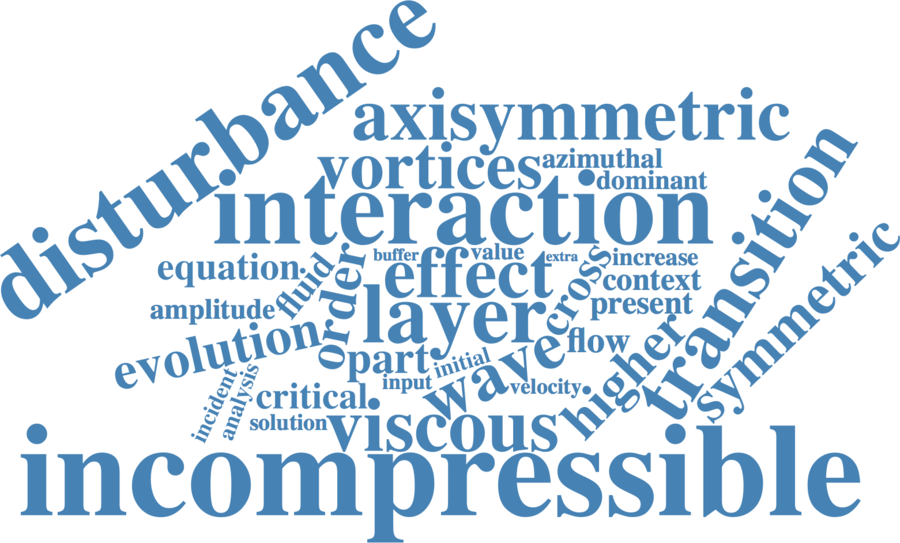 disturbance
axisymmetric
vortices
azimuthal
dominant
interaction
transition
symmetric
equation
fluid
order
buffer
value
extra
effect
cross
increase
context
present
amplitude
layer
evolution
part
initial
input
wave
flow
higher
velocity
incident
analysis
critical
solution
viscous
incompressible